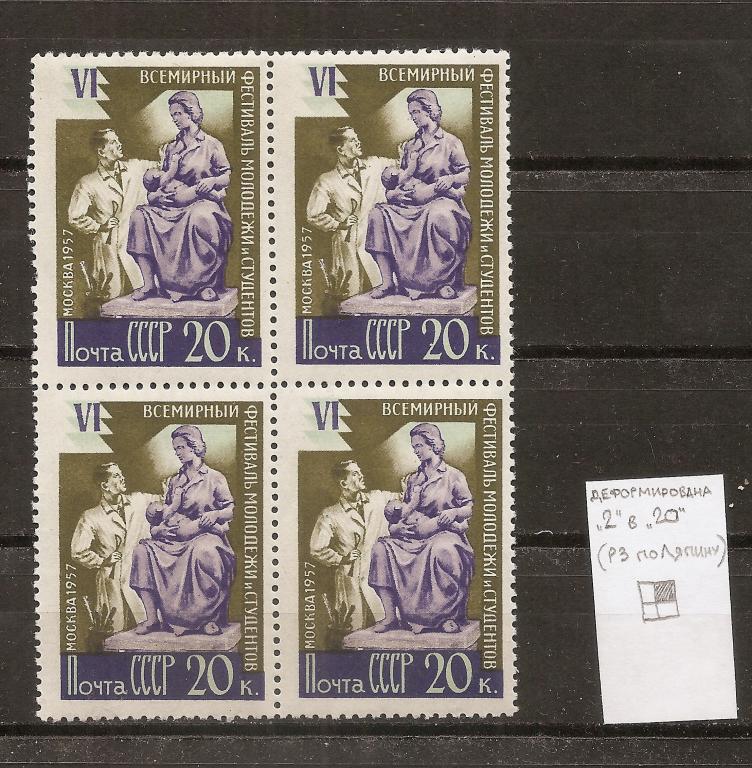 VI
ВСЕМИРНЫЙ
ФЕСТИВАЛЬ МОЛОДЕЖИ и СТУДЕНТОВ
МОСКВА 1957
ПОЧТА СССР 20 к.
VI
ВСЕМИРНЫЙ
ФЕСТИВАЛЬ МОЛОДЕЖИ и СТУДЕНТОВ
МОСКВА 1957
ПОЧТА СССР 20 к.
VI
ВСЕМИРНЫЙ
ФЕСТИВАЛЬ МОЛОДЕЖИ и СТУДЕНТОВ
МОСКВА 1957
ПОЧТА СССР 20 к.
VI
ВСЕМИРНЫЙ
ФЕСТИВАЛЬ МОЛОДЕЖИ и СТУДЕНТОВ
МОСКВА 1957
ПОЧТА СССР 20 к.
ДЕФОРМИРОВАНА
„2" в „20"
(РЗ по Ляпину)